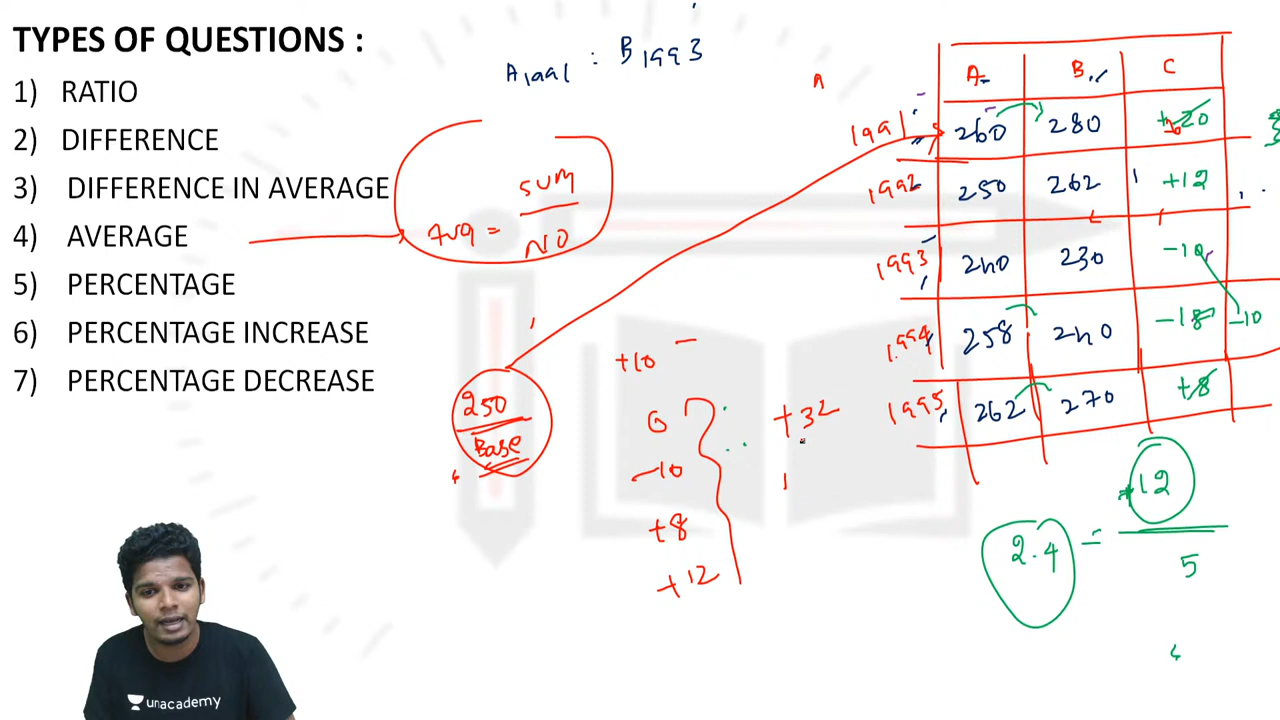 TYPES OF QUESTIONS :
1) RATIO
2) DIFFERENCE
3) DIFFERENCE IN AVERAGE
4) AVERAGE
5) PERCENTAGE
6) PERCENTAGE INCREASE
7) PERCENTAGE DECREASE
A1991 : B1993
Avg = SUM
NO
250
Base
+10
0
-10
+8
+12
+32
A
A B C
1991 260 280 +20
1992 250 262 +12
1993 240 230 -10
1994 258 240 -18 -10
1995 262 270 +8
2.4 = 12
5
unacademy